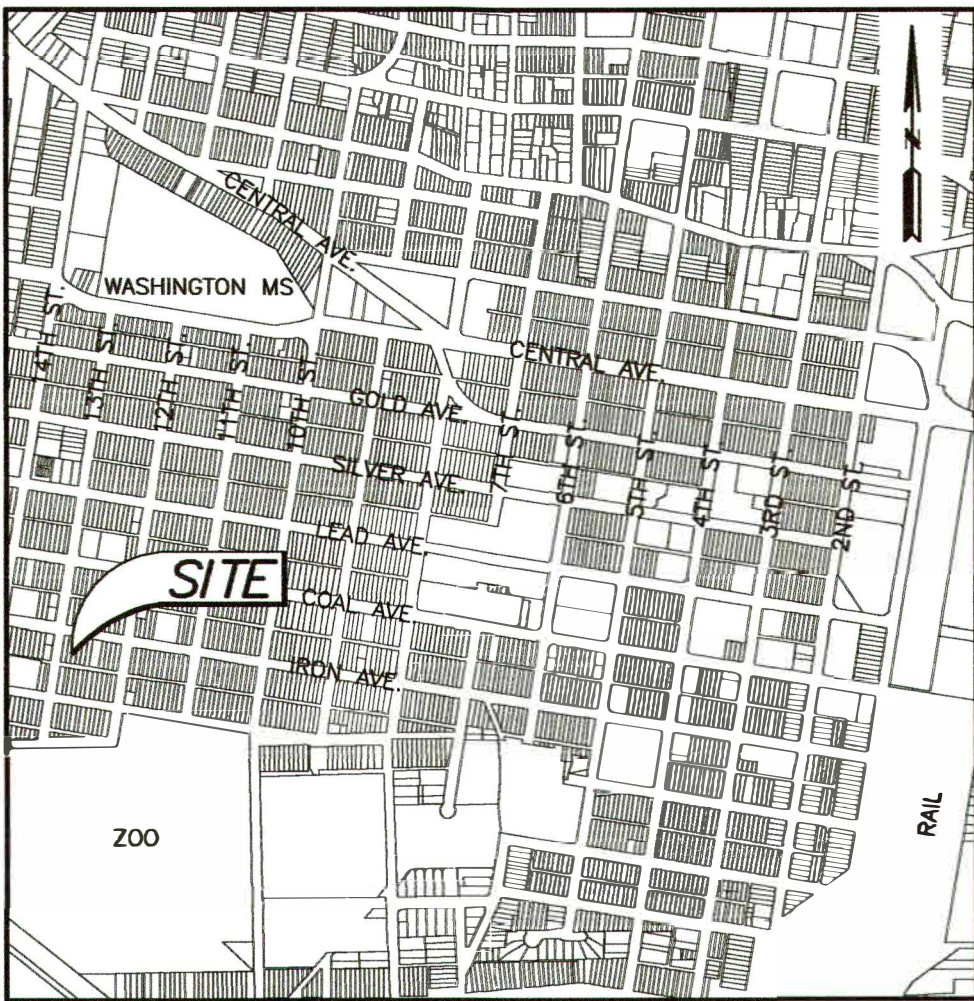 N
CENTRAL AVE.
WASHINGTON MS
14TH ST.
13TH ST.
12TH ST.
11TH ST.
10TH ST.
CENTRAL AVE.
GOLD AVE.
SILVER AVE.
7TH ST.
6TH ST.
5TH ST.
4TH ST.
3RD ST.
2ND ST.
LEAD AVE.
SITE
COAL AVE.
IRON AVE.
ZOO
RAIL